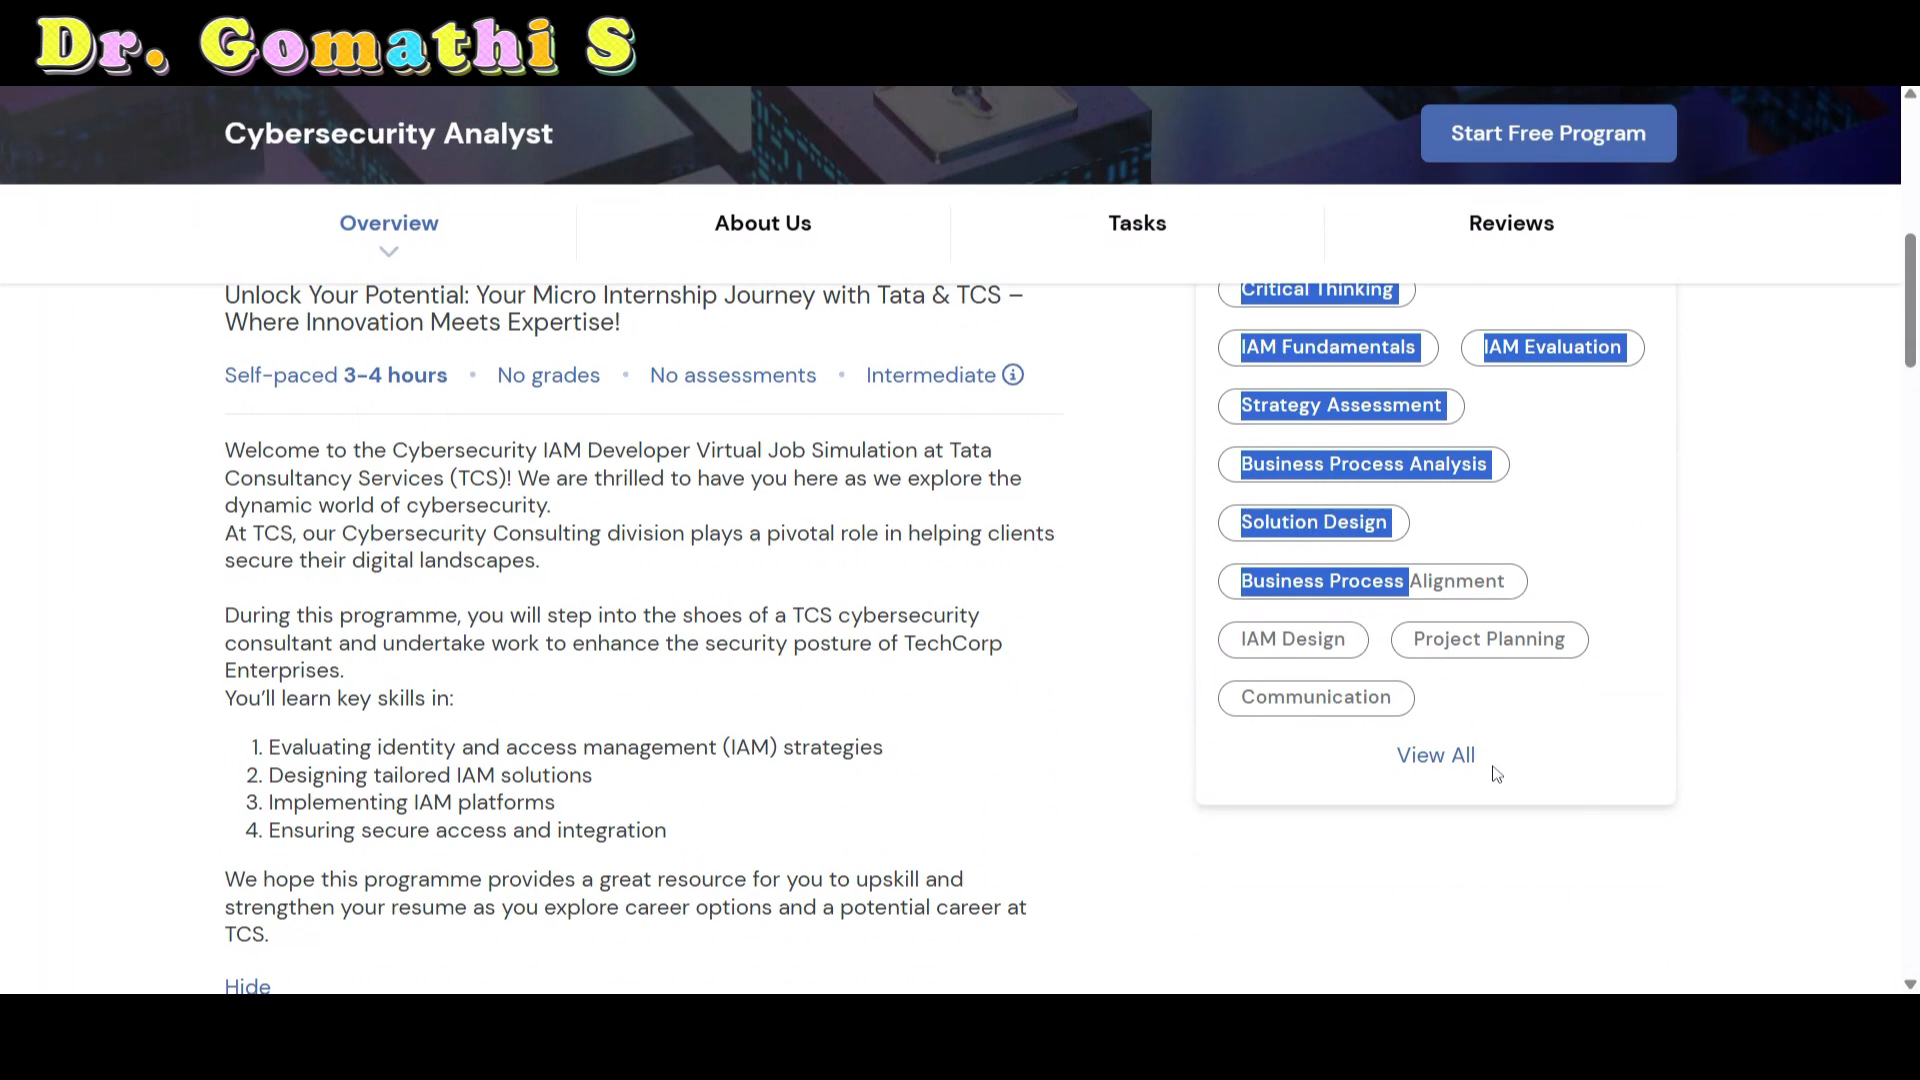 Dr. Gomathi S
Cybersecurity Analyst
Start Free Program
Overview
About Us
Tasks
Reviews
Unlock Your Potential: Your Micro Internship Journey with Tata & TCS –
Where Innovation Meets Expertise!
Self-paced 3-4 hours • No grades • No assessments • Intermediate
Welcome to the Cybersecurity IAM Developer Virtual Job Simulation at Tata
Consultancy Services (TCS)! We are thrilled to have you here as we explore the
dynamic world of cybersecurity.
At TCS, our Cybersecurity Consulting division plays a pivotal role in helping clients
secure their digital landscapes.
During this programme, you will step into the shoes of a TCS cybersecurity
consultant and undertake work to enhance the security posture of TechCorp
Enterprises.
You’ll learn key skills in:
1. Evaluating identity and access management (IAM) strategies
2. Designing tailored IAM solutions
3. Implementing IAM platforms
4. Ensuring secure access and integration
We hope this programme provides a great resource for you to upskill and
strengthen your resume as you explore career options and a potential career at
TCS.
Hide
Critical Thinking
IAM Fundamentals
IAM Evaluation
Strategy Assessment
Business Process Analysis
Solution Design
Business Process Alignment
IAM Design
Project Planning
Communication
View All